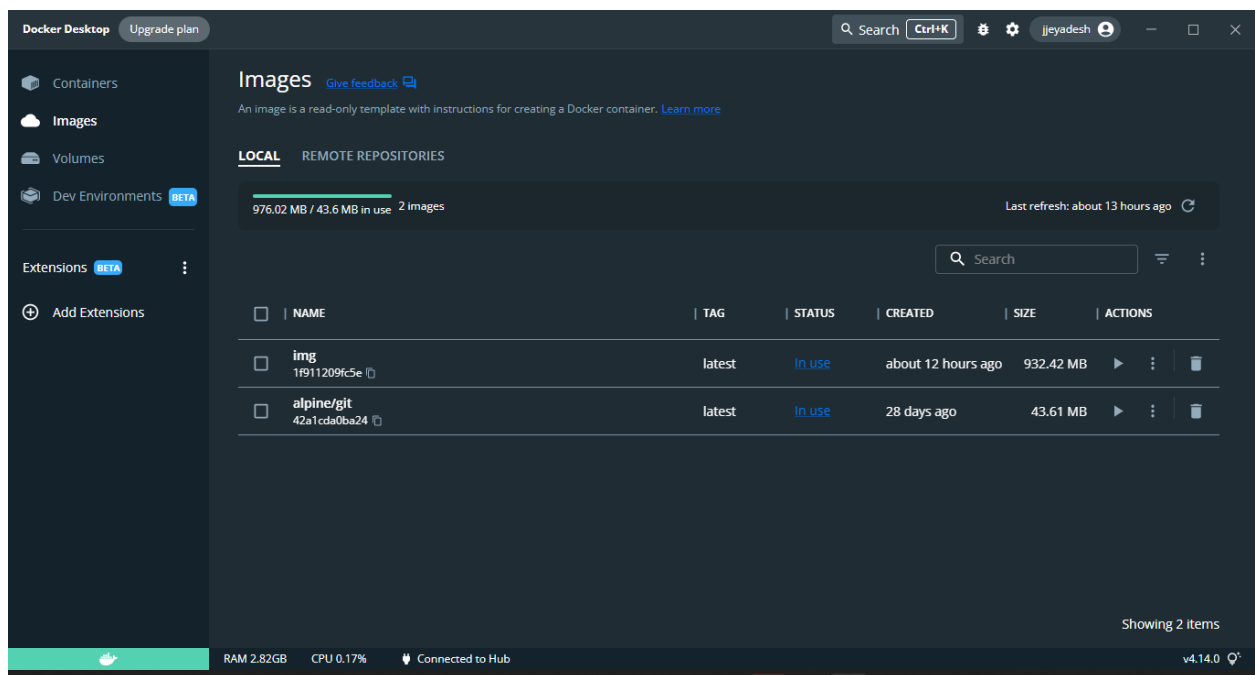 Docker Desktop Upgrade plan Search Ctrl+K jjeyadesh
Containers
Images
Volumes
Dev Environments BETA
Extensions BETA
Add Extensions
Images Give feedback
An image is a read-only template with instructions for creating a Docker container. Learn more
LOCAL REMOTE REPOSITORIES
976.02 MB / 43.6 MB in use 2 images Last refresh: about 13 hours ago
Search
NAME TAG STATUS CREATED SIZE ACTIONS
img
1f911209fc5e
latest In use about 12 hours ago 932.42 MB
alpine/git
42a1cda0ba24
latest In use 28 days ago 43.61 MB
Showing 2 items
RAM 2.82GB CPU 0.17% Connected to Hub v4.14.0